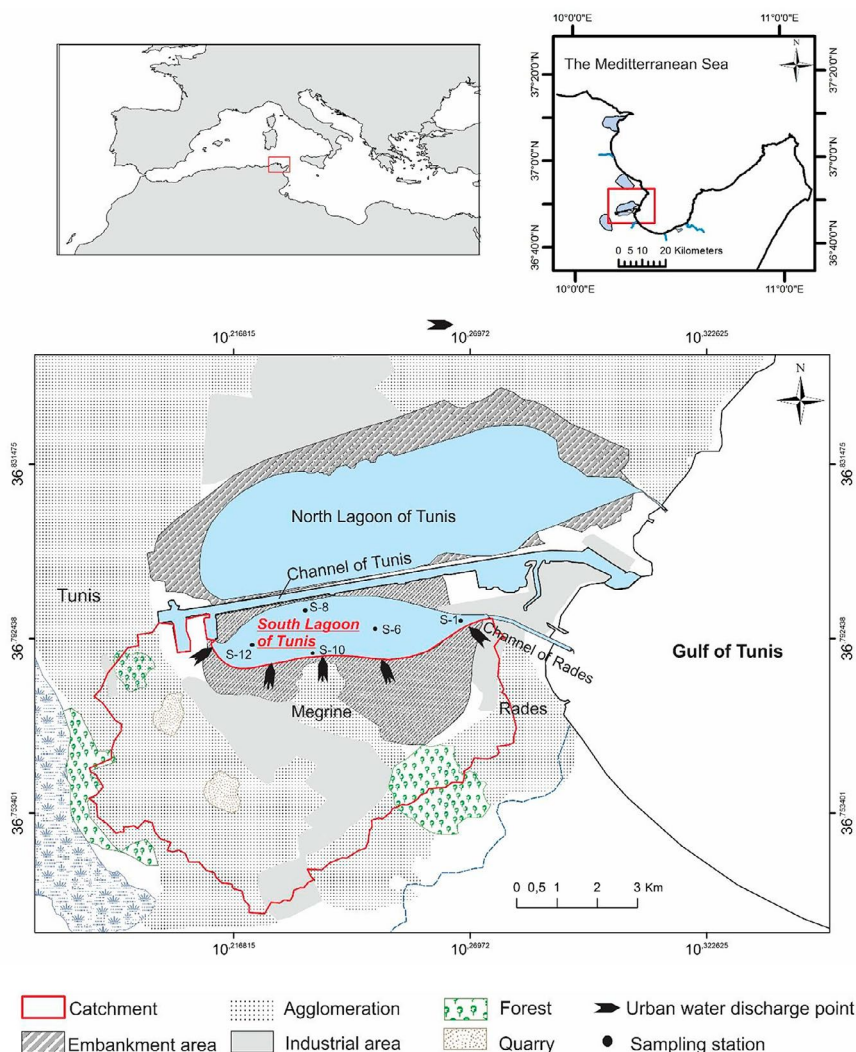 10°0'0"E 11°0'0"E
N
The Mediterranean Sea
37°20'0"N 37°20'0"N
37°0'0"N 37°0'0"N
36°40'0"N 36°40'0"N
0 5 10 20 Kilometers
10°0'0"E 11°0'0"E
10.216815 10.26972 10.322625
N
36.831475 36.831475
North Lagoon of Tunis
Channel of Tunis
Tunis
S-8
S-1
South Lagoon
of Tunis
S-6
36.792438 36.792438
S-12
S-10
Channel of Rades
Gulf of Tunis
Megrine
Rades
36.753401 36.753401
0 0,5 1 2 3 Km
10.216815 10.26972 10.322625
Catchment Agglomeration Forest Urban water discharge point
Embankment area Industrial area Quarry Sampling station